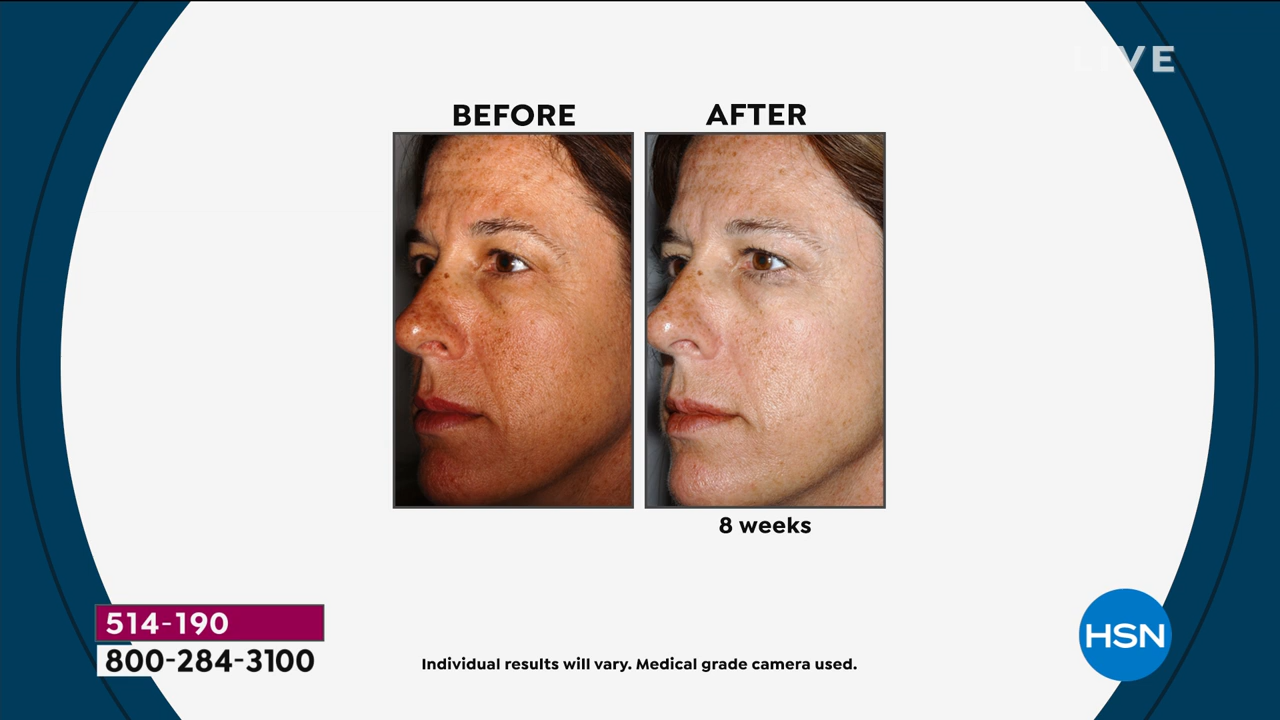 LIVE
BEFORE
AFTER
8 weeks
514-190
800-284-3100
Individual results will vary. Medical grade camera used.
HSN